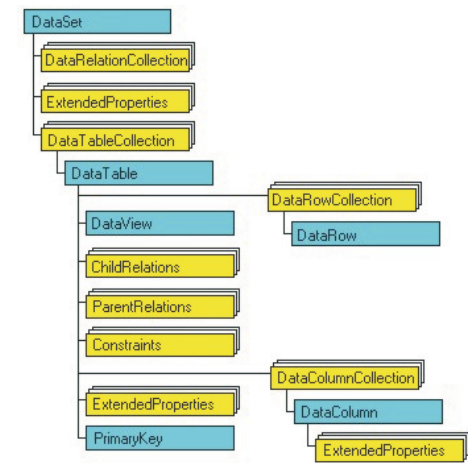 DataSet
DataRelationCollection
ExtendedProperties
DataTableCollection
DataTable
DataRowCollection
DataRow
DataView
ChildRelations
ParentRelations
Constraints
DataColumnCollection
DataColumn
ExtendedProperties
ExtendedProperties
PrimaryKey